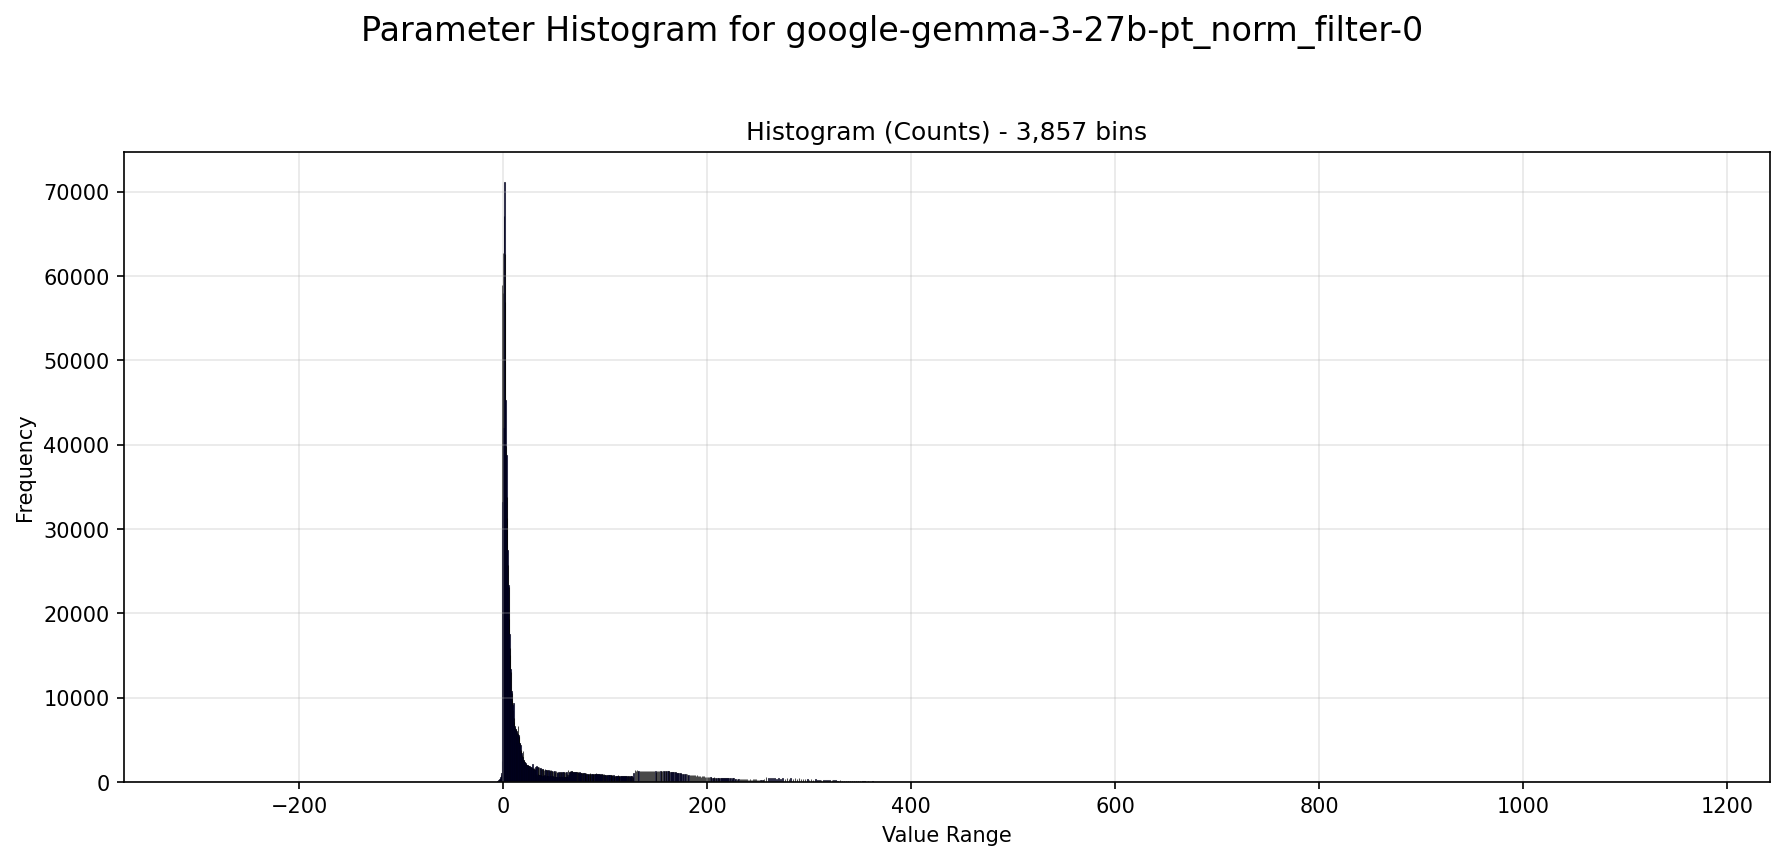 Parameter Histogram for google-gemma-3-27b-pt_norm_filter-0
Histogram (Counts) - 3,857 bins
70000
60000
50000
40000
30000
20000
10000
0
Frequency
−200 0 200 400 600 800 1000 1200
Value Range